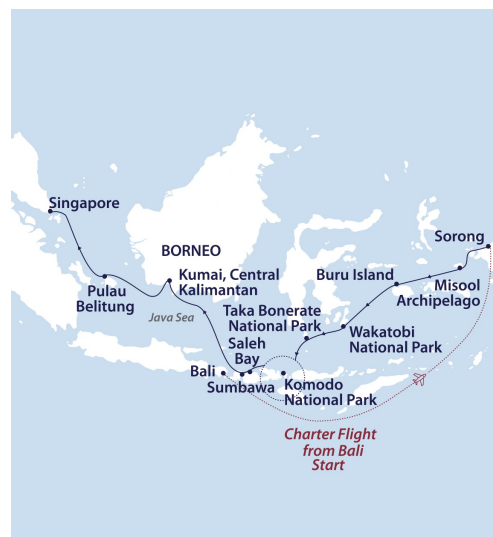 Singapore
Sorong
BORNEO
Kumai, Central
Kalimantan
Buru Island
Misool
Archipelago
Pulau
Belitung
Java Sea
Taka Bonerate
National Park
Wakatobi
National Park
Saleh
Bay
Bali
Sumbawa
Komodo
National Park
Charter Flight
from Bali
Start